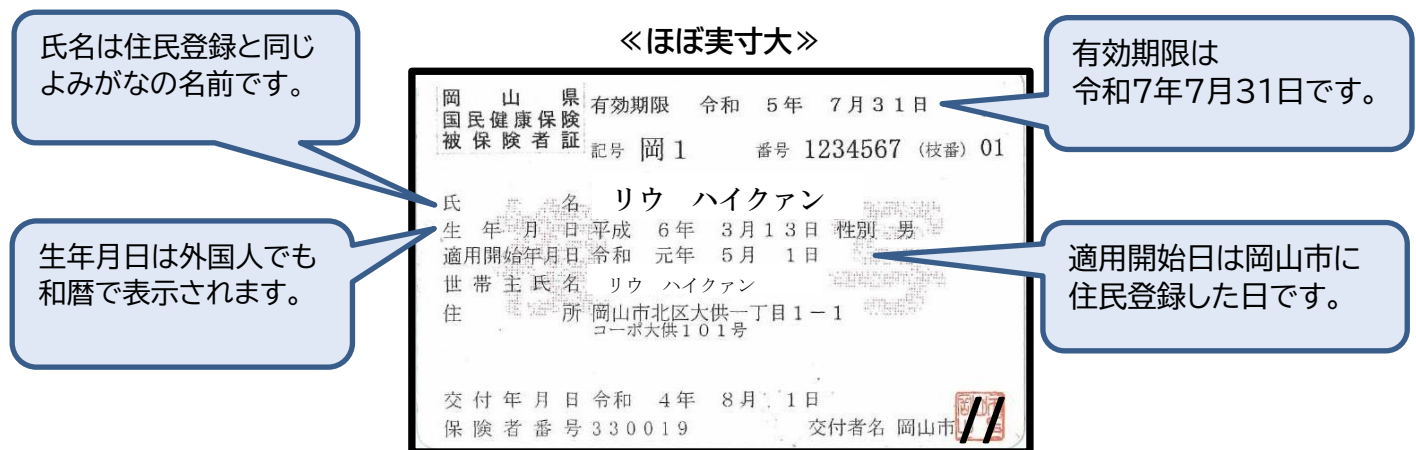 氏名は住民登録と同じ
よみがなの名前です。
≪ほぼ実寸大≫
有効期限は
令和7年7月31日です。
岡山県
国民健康保険
被保険者証
有効期限 令和 5年 7月31日
記号 岡1 番号 1234567 (枝番) 01
氏名 リウ ハイクァン
生年月日 平成 6年 3月13日 性別 男
適用開始年月日 令和 元年 5月 1日
世帯主氏名 リウ ハイクァン
住所 岡山市北区大供一丁目1-1
コーポ大供101号
交付年月日 令和 4年 8月 1日
保険者番号 330019 交付者名 岡山市
生年月日は外国人でも
和暦で表示されます。
適用開始日は岡山市に
住民登録した日です。